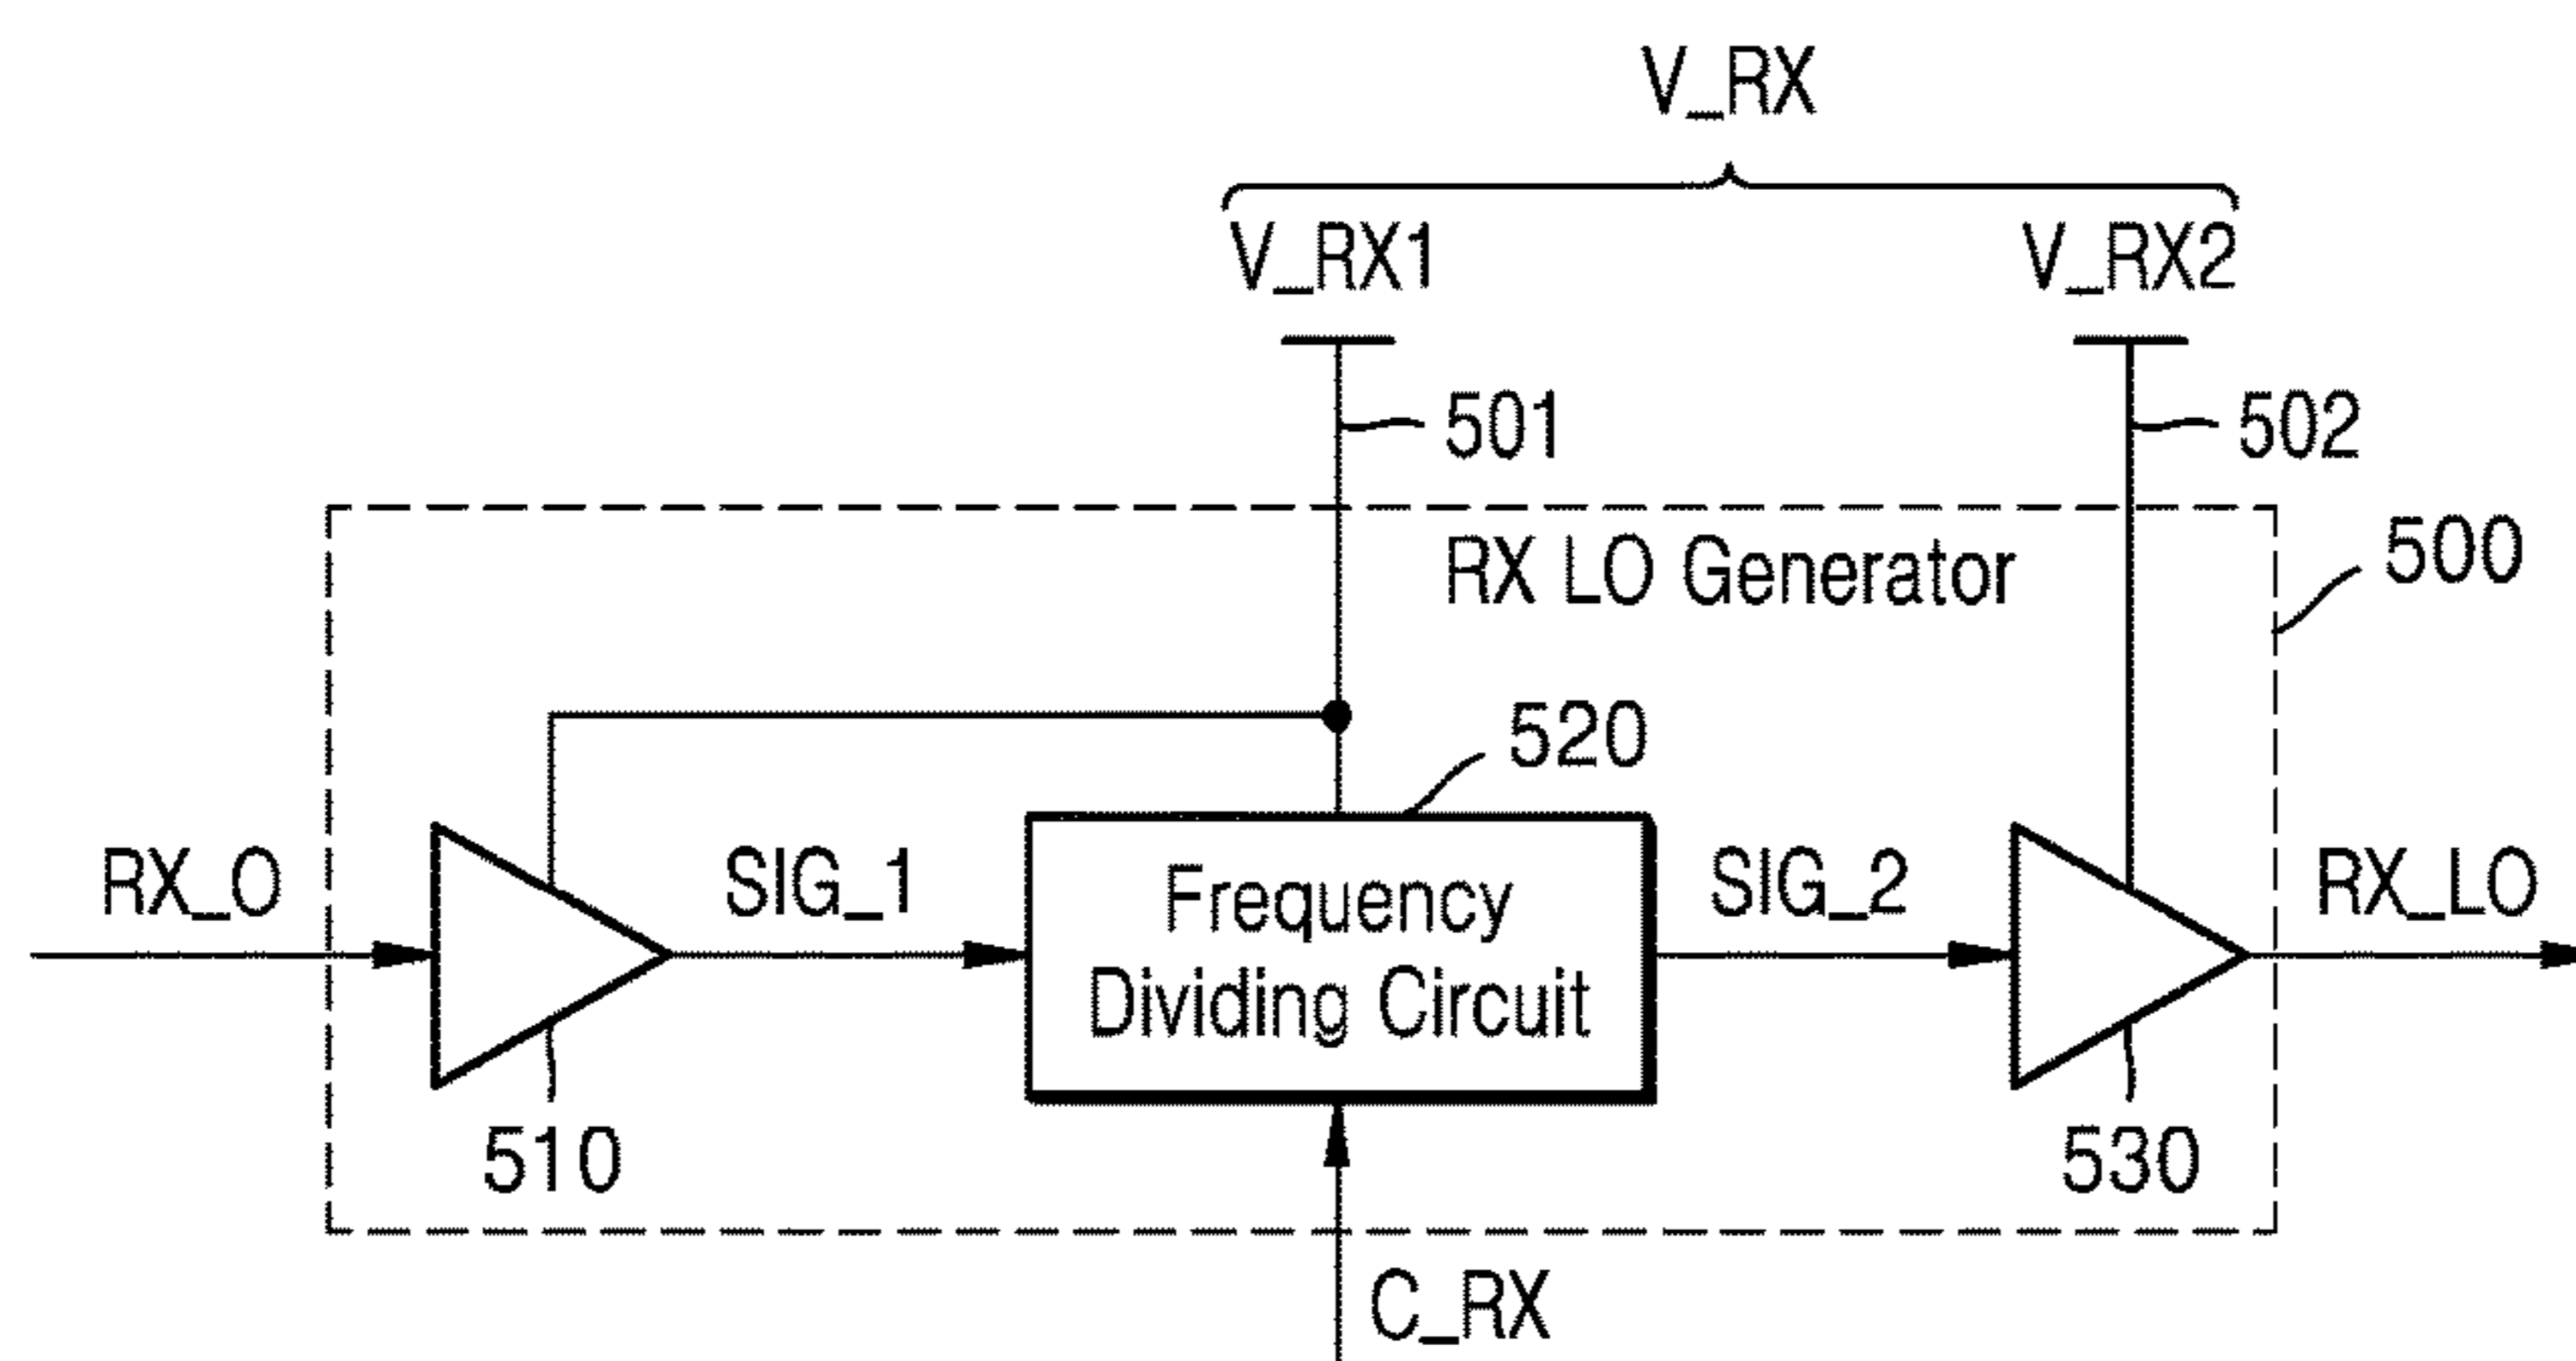 V_RX
V_RX1
V_RX2
501
502
RX LO Generator
500
520
RX_O
SIG_1
Frequency
Dividing Circuit
SIG_2
RX_LO
510
530
C_RX